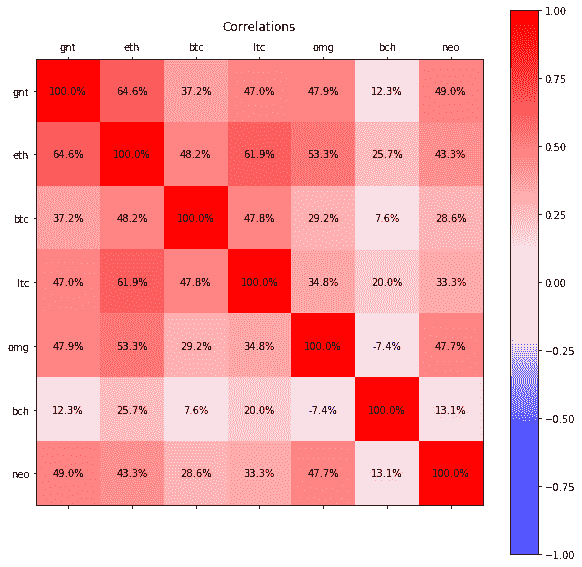 Correlations
gnt eth btc ltc omg bch neo
gnt 100.0% 64.6% 37.2% 47.0% 47.9% 12.3% 49.0%
eth 64.6% 100.0% 48.2% 61.9% 53.3% 25.7% 43.3%
btc 37.2% 48.2% 100.0% 47.8% 29.2% 7.6% 28.6%
ltc 47.0% 61.9% 47.8% 100.0% 34.8% 20.0% 33.3%
omg 47.9% 53.3% 29.2% 34.8% 100.0% -7.4% 47.7%
bch 12.3% 25.7% 7.6% 20.0% -7.4% 100.0% 13.1%
neo 49.0% 43.3% 28.6% 33.3% 47.7% 13.1% 100.0%
1.00
0.75
0.50
0.25
0.00
−0.25
−0.50
−0.75
−1.00